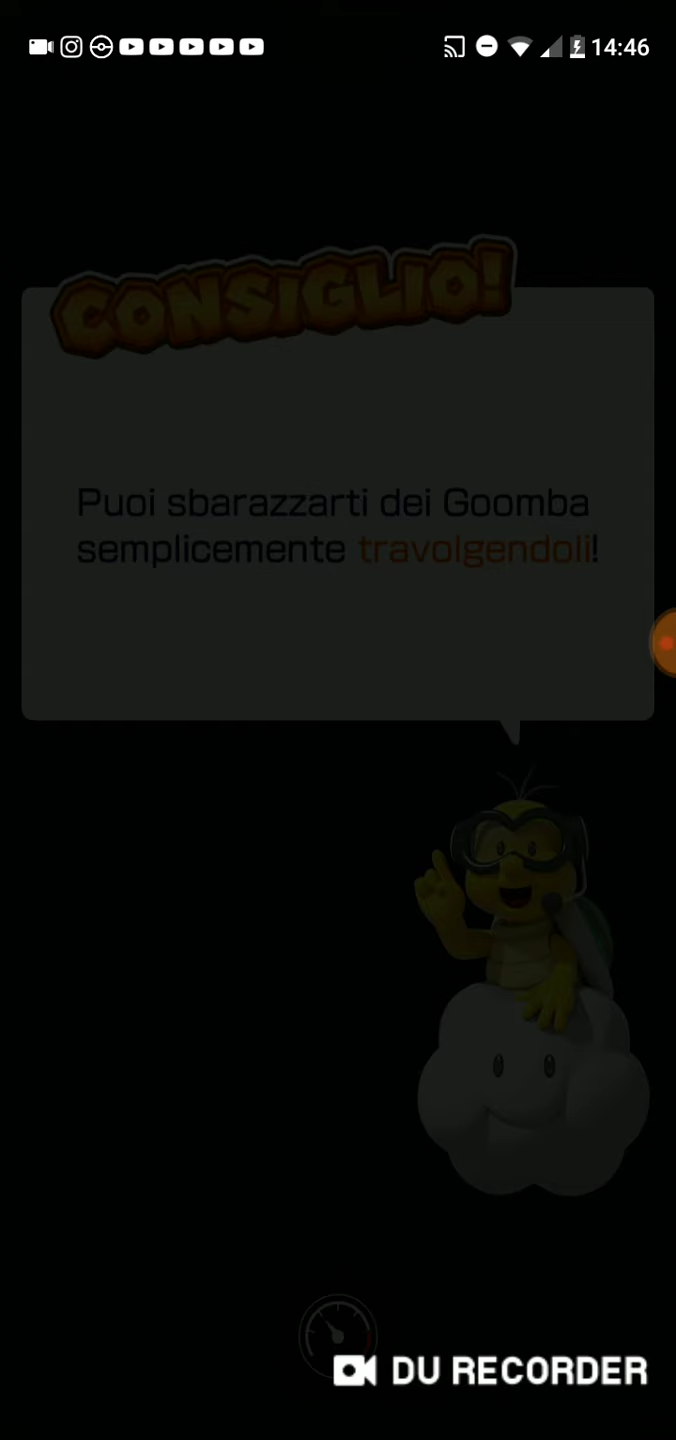 14:46
CONSIGLIO!
Puoi sbarazzarti dei Goomba
semplicemente travolgendoli!
DU RECORDER